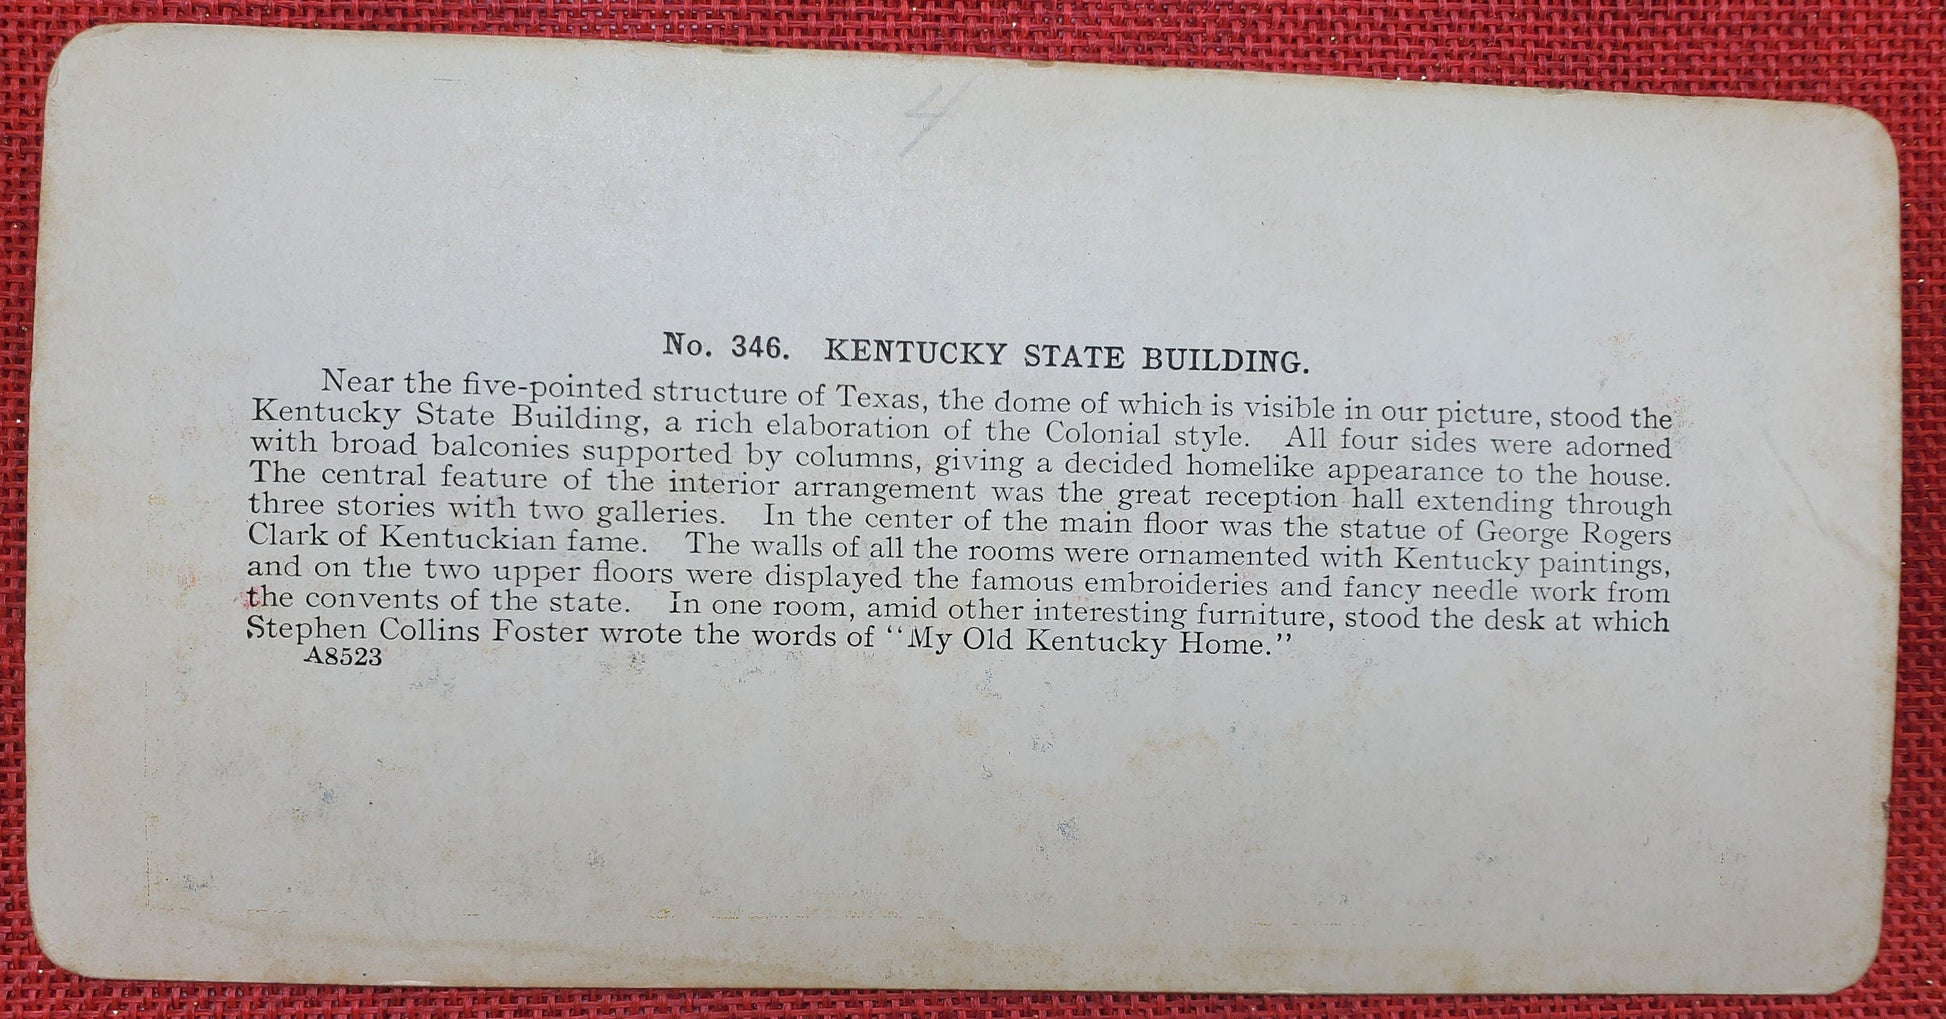 4
No. 346. KENTUCKY STATE BUILDING.
Near the five-pointed structure of Texas, the dome of which is visible in our picture, stood the
Kentucky State Building, a rich elaboration of the Colonial style. All four sides were adorned
with broad balconies supported by columns, giving a decided homelike appearance to the house.
The central feature of the interior arrangement was the great reception hall extending through
three stories with two galleries. In the center of the main floor was the statue of George Rogers
Clark of Kentuckian fame. The walls of all the rooms were ornamented with Kentucky paintings,
and on the two upper floors were displayed the famous embroideries and fancy needle work from
the convents of the state. In one room, amid other interesting furniture, stood the desk at which
Stephen Collins Foster wrote the words of “My Old Kentucky Home.”
A8523